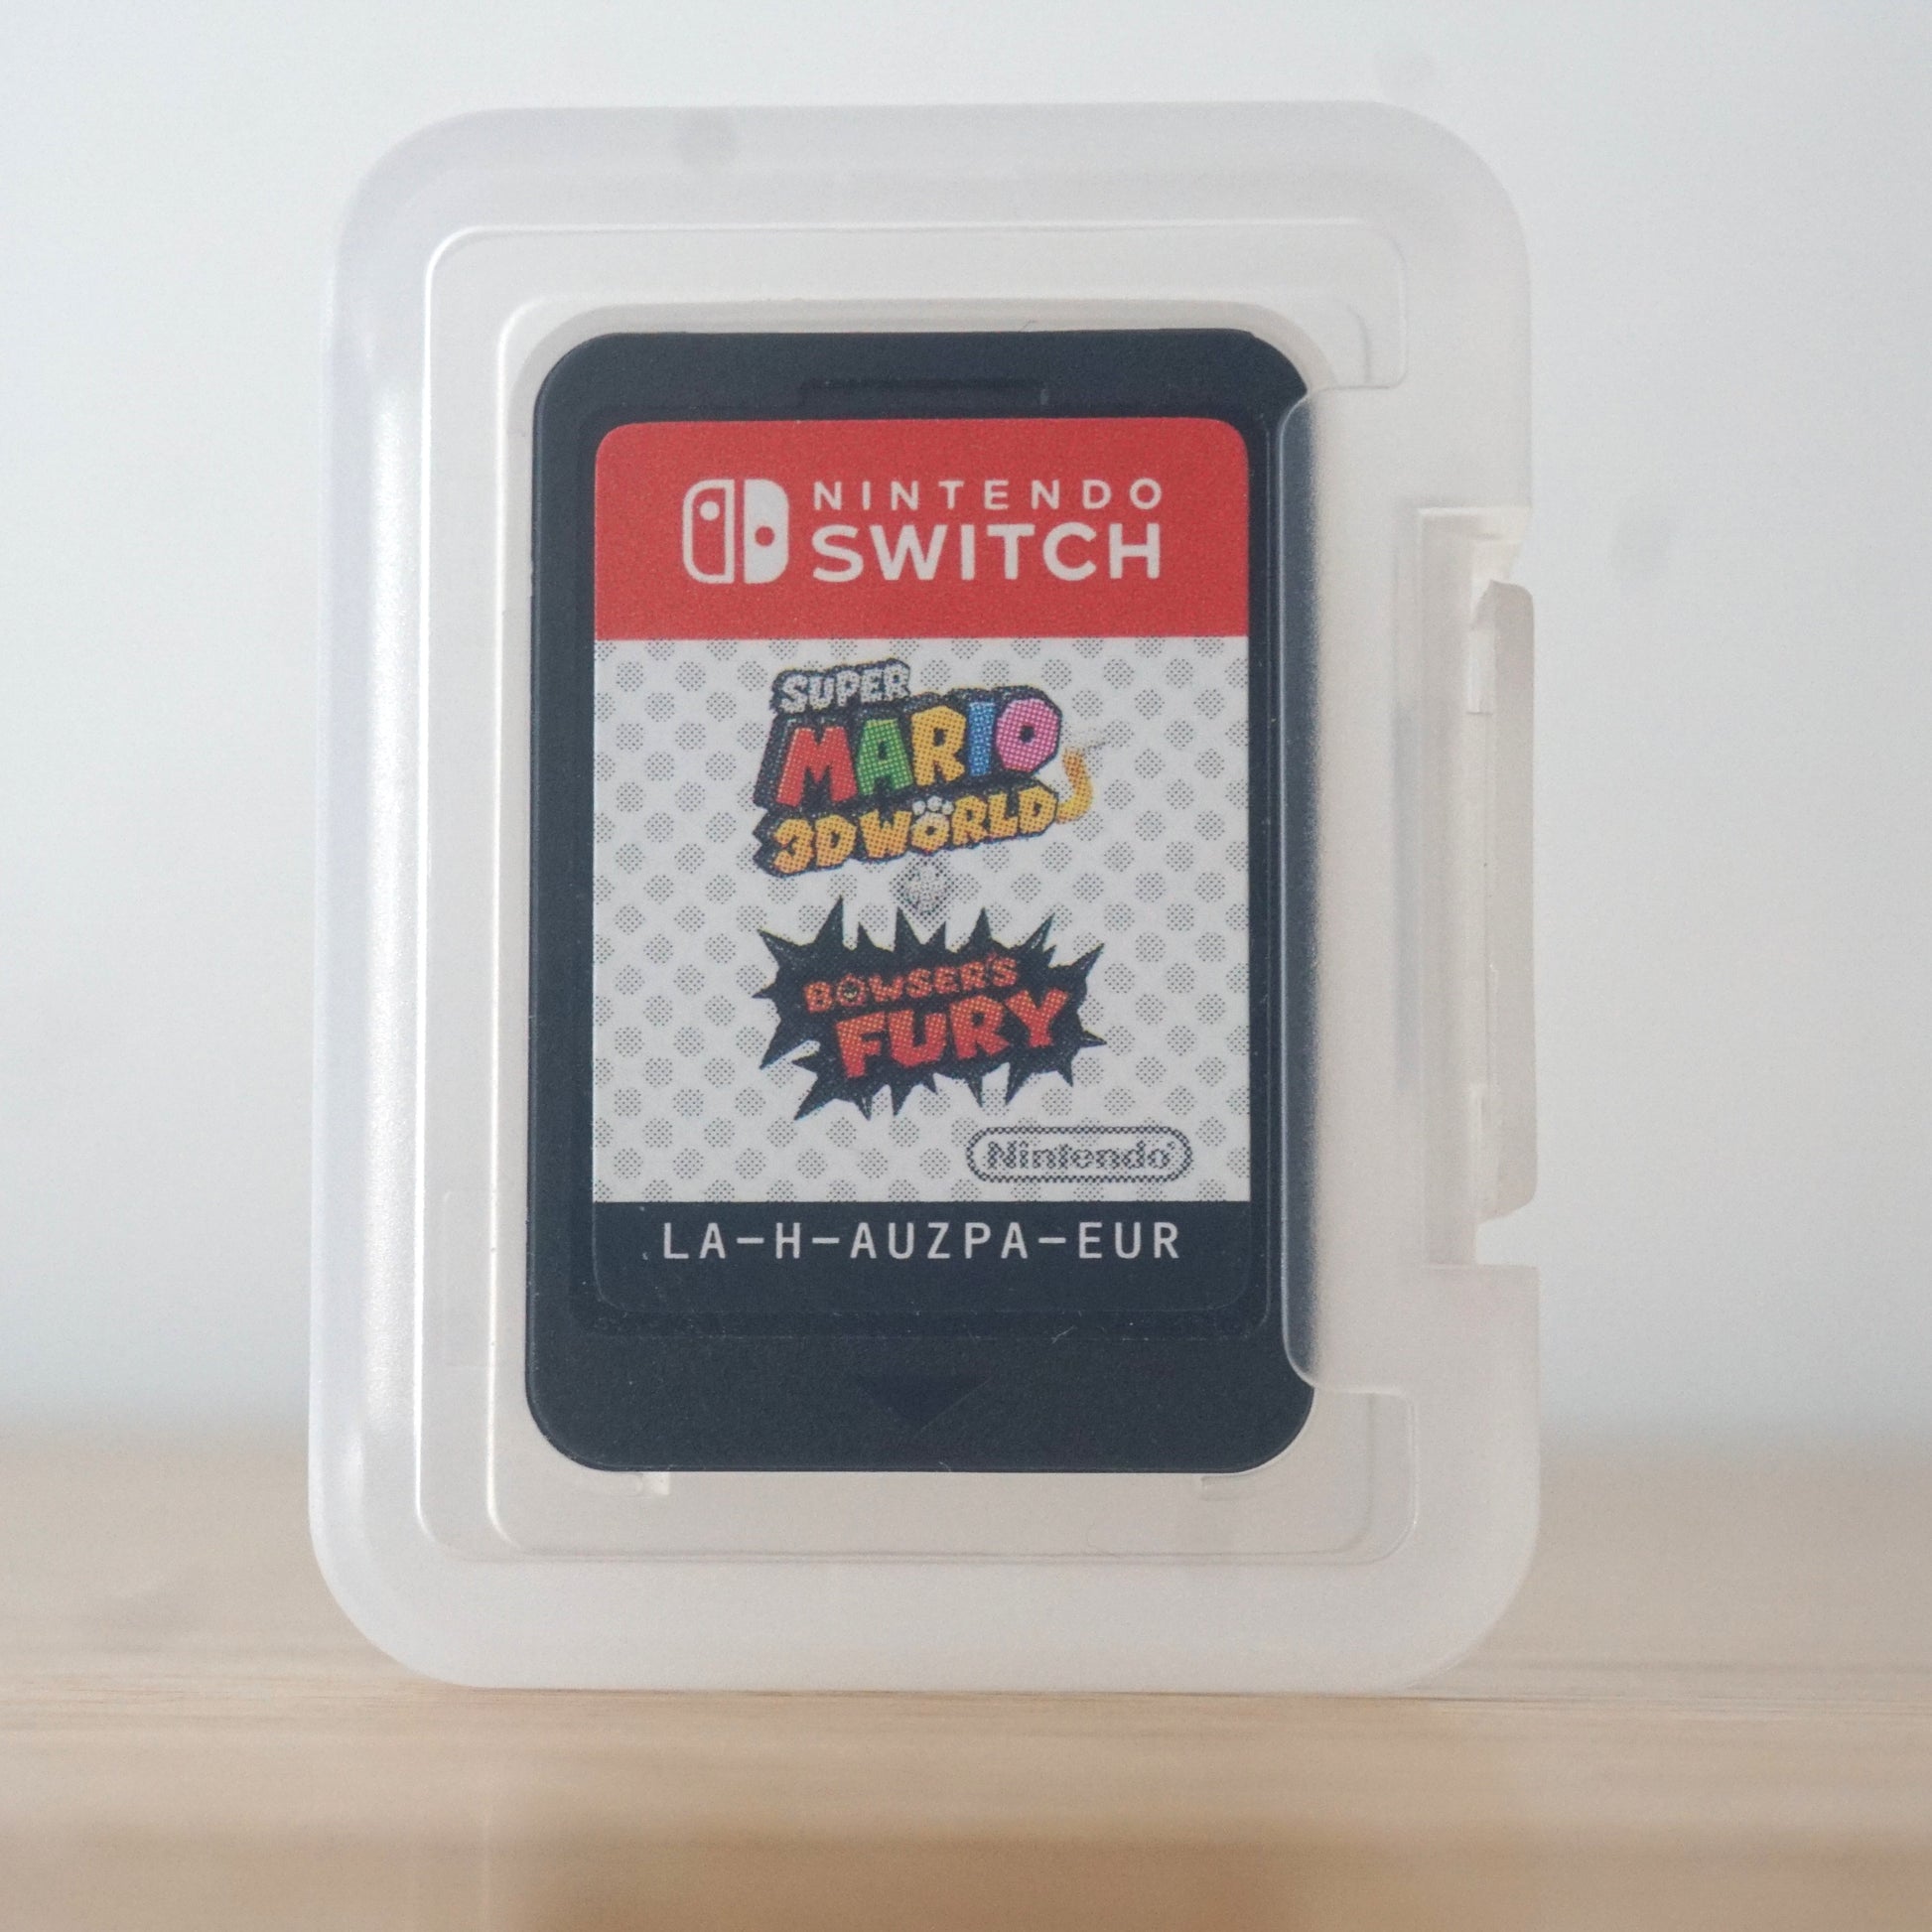 NINTENDO
SWITCH
SUPER
MARIO
3D WORLD
BOWSER'S
FURY
Nintendo
LA-H-AUZPA-EUR